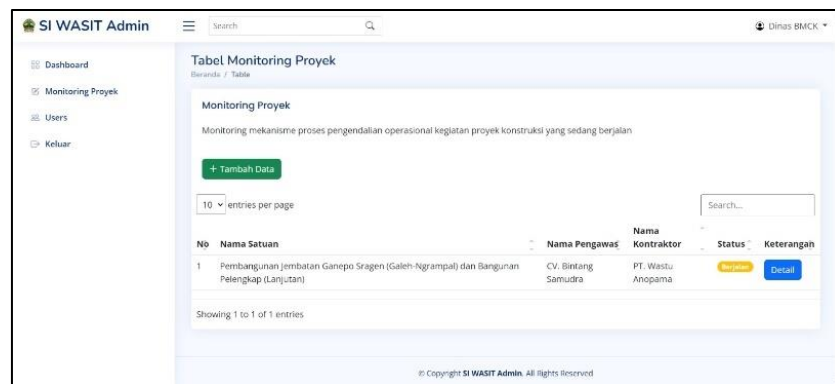 SI WASIT Admin
Search
Dinas BMCK
Dashboard
Monitoring Proyek
Users
Keluar
Tabel Monitoring Proyek
Beranda / Table
Monitoring Proyek
Monitoring mekanisme proses pengendalian operasional kegiatan proyek konstruksi yang sedang berjalan
+ Tambah Data
10 entries per page
Search...
No Nama Satuan Nama Pengawas Nama Kontraktor Status Keterangan
1 Pembangunan Jembatan Ganepo Sragen (Galeh-Ngrampal) dan Bangunan Pelengkap (Lanjutan) CV. Bintang Samudra PT. Wastu Anopama Berjalan Detail
Showing 1 to 1 of 1 entries
© Copyright SI WASIT Admin. All Rights Reserved